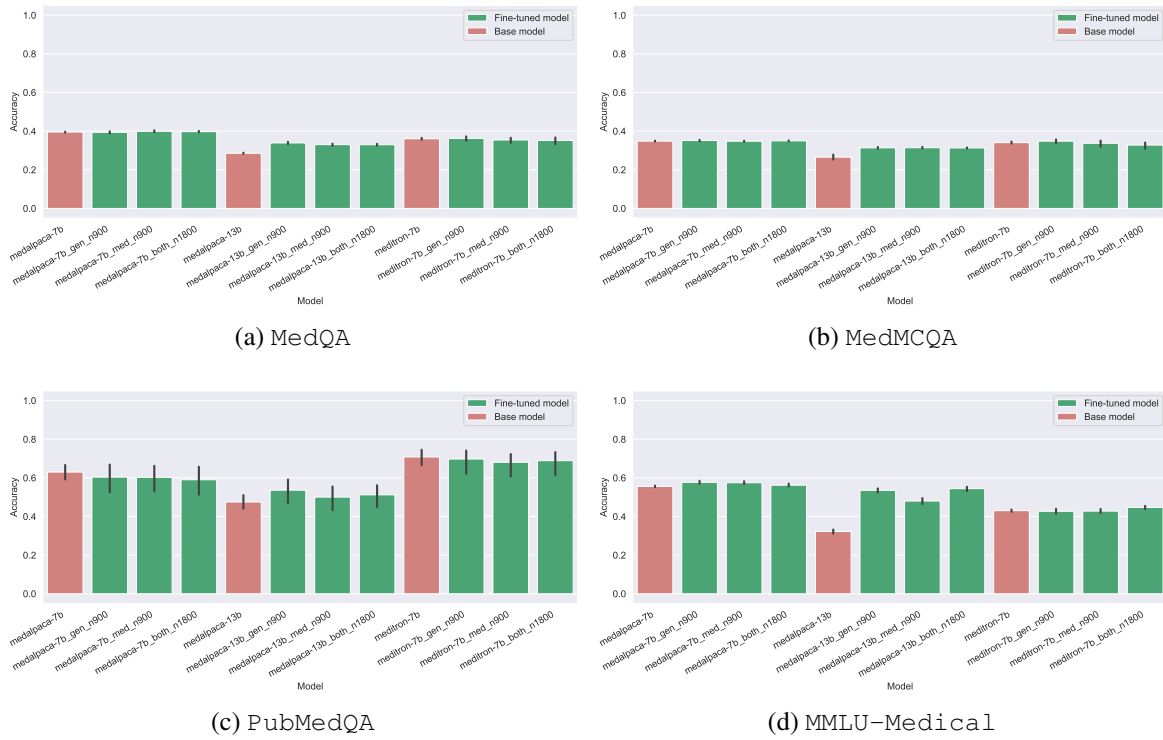 1.0
0.8
0.6
0.4
0.2
0.0
Accuracy
Fine-tuned model
Base model
medalpaca-7b
medalpaca-7b_gen_n900
medalpaca-7b_med_n900
medalpaca-7b_both_n1800
medalpaca-13b
medalpaca-13b_gen_n900
medalpaca-13b_med_n900
medalpaca-13b_both_n1800
meditron-7b
meditron-7b_gen_n900
meditron-7b_med_n900
meditron-7b_both_n1800
Model
(a) MedQA
1.0
0.8
0.6
0.4
0.2
0.0
Accuracy
Fine-tuned model
Base model
medalpaca-7b
medalpaca-7b_gen_n900
medalpaca-7b_med_n900
medalpaca-7b_both_n1800
medalpaca-13b
medalpaca-13b_gen_n900
medalpaca-13b_med_n900
medalpaca-13b_both_n1800
meditron-7b
meditron-7b_gen_n900
meditron-7b_med_n900
meditron-7b_both_n1800
Model
(b) MedMCQA
1.0
0.8
0.6
0.4
0.2
0.0
Accuracy
Fine-tuned model
Base model
medalpaca-7b
medalpaca-7b_gen_n900
medalpaca-7b_med_n900
medalpaca-7b_both_n1800
medalpaca-13b
medalpaca-13b_gen_n900
medalpaca-13b_med_n900
medalpaca-13b_both_n1800
meditron-7b
meditron-7b_gen_n900
meditron-7b_med_n900
meditron-7b_both_n1800
Model
(c) PubMedQA
1.0
0.8
0.6
0.4
0.2
0.0
Accuracy
Fine-tuned model
Base model
medalpaca-7b
medalpaca-7b_gen_n900
medalpaca-7b_med_n900
medalpaca-7b_both_n1800
medalpaca-13b
medalpaca-13b_gen_n900
medalpaca-13b_med_n900
medalpaca-13b_both_n1800
meditron-7b
meditron-7b_gen_n900
meditron-7b_med_n900
meditron-7b_both_n1800
Model
(d) MMLU-Medical